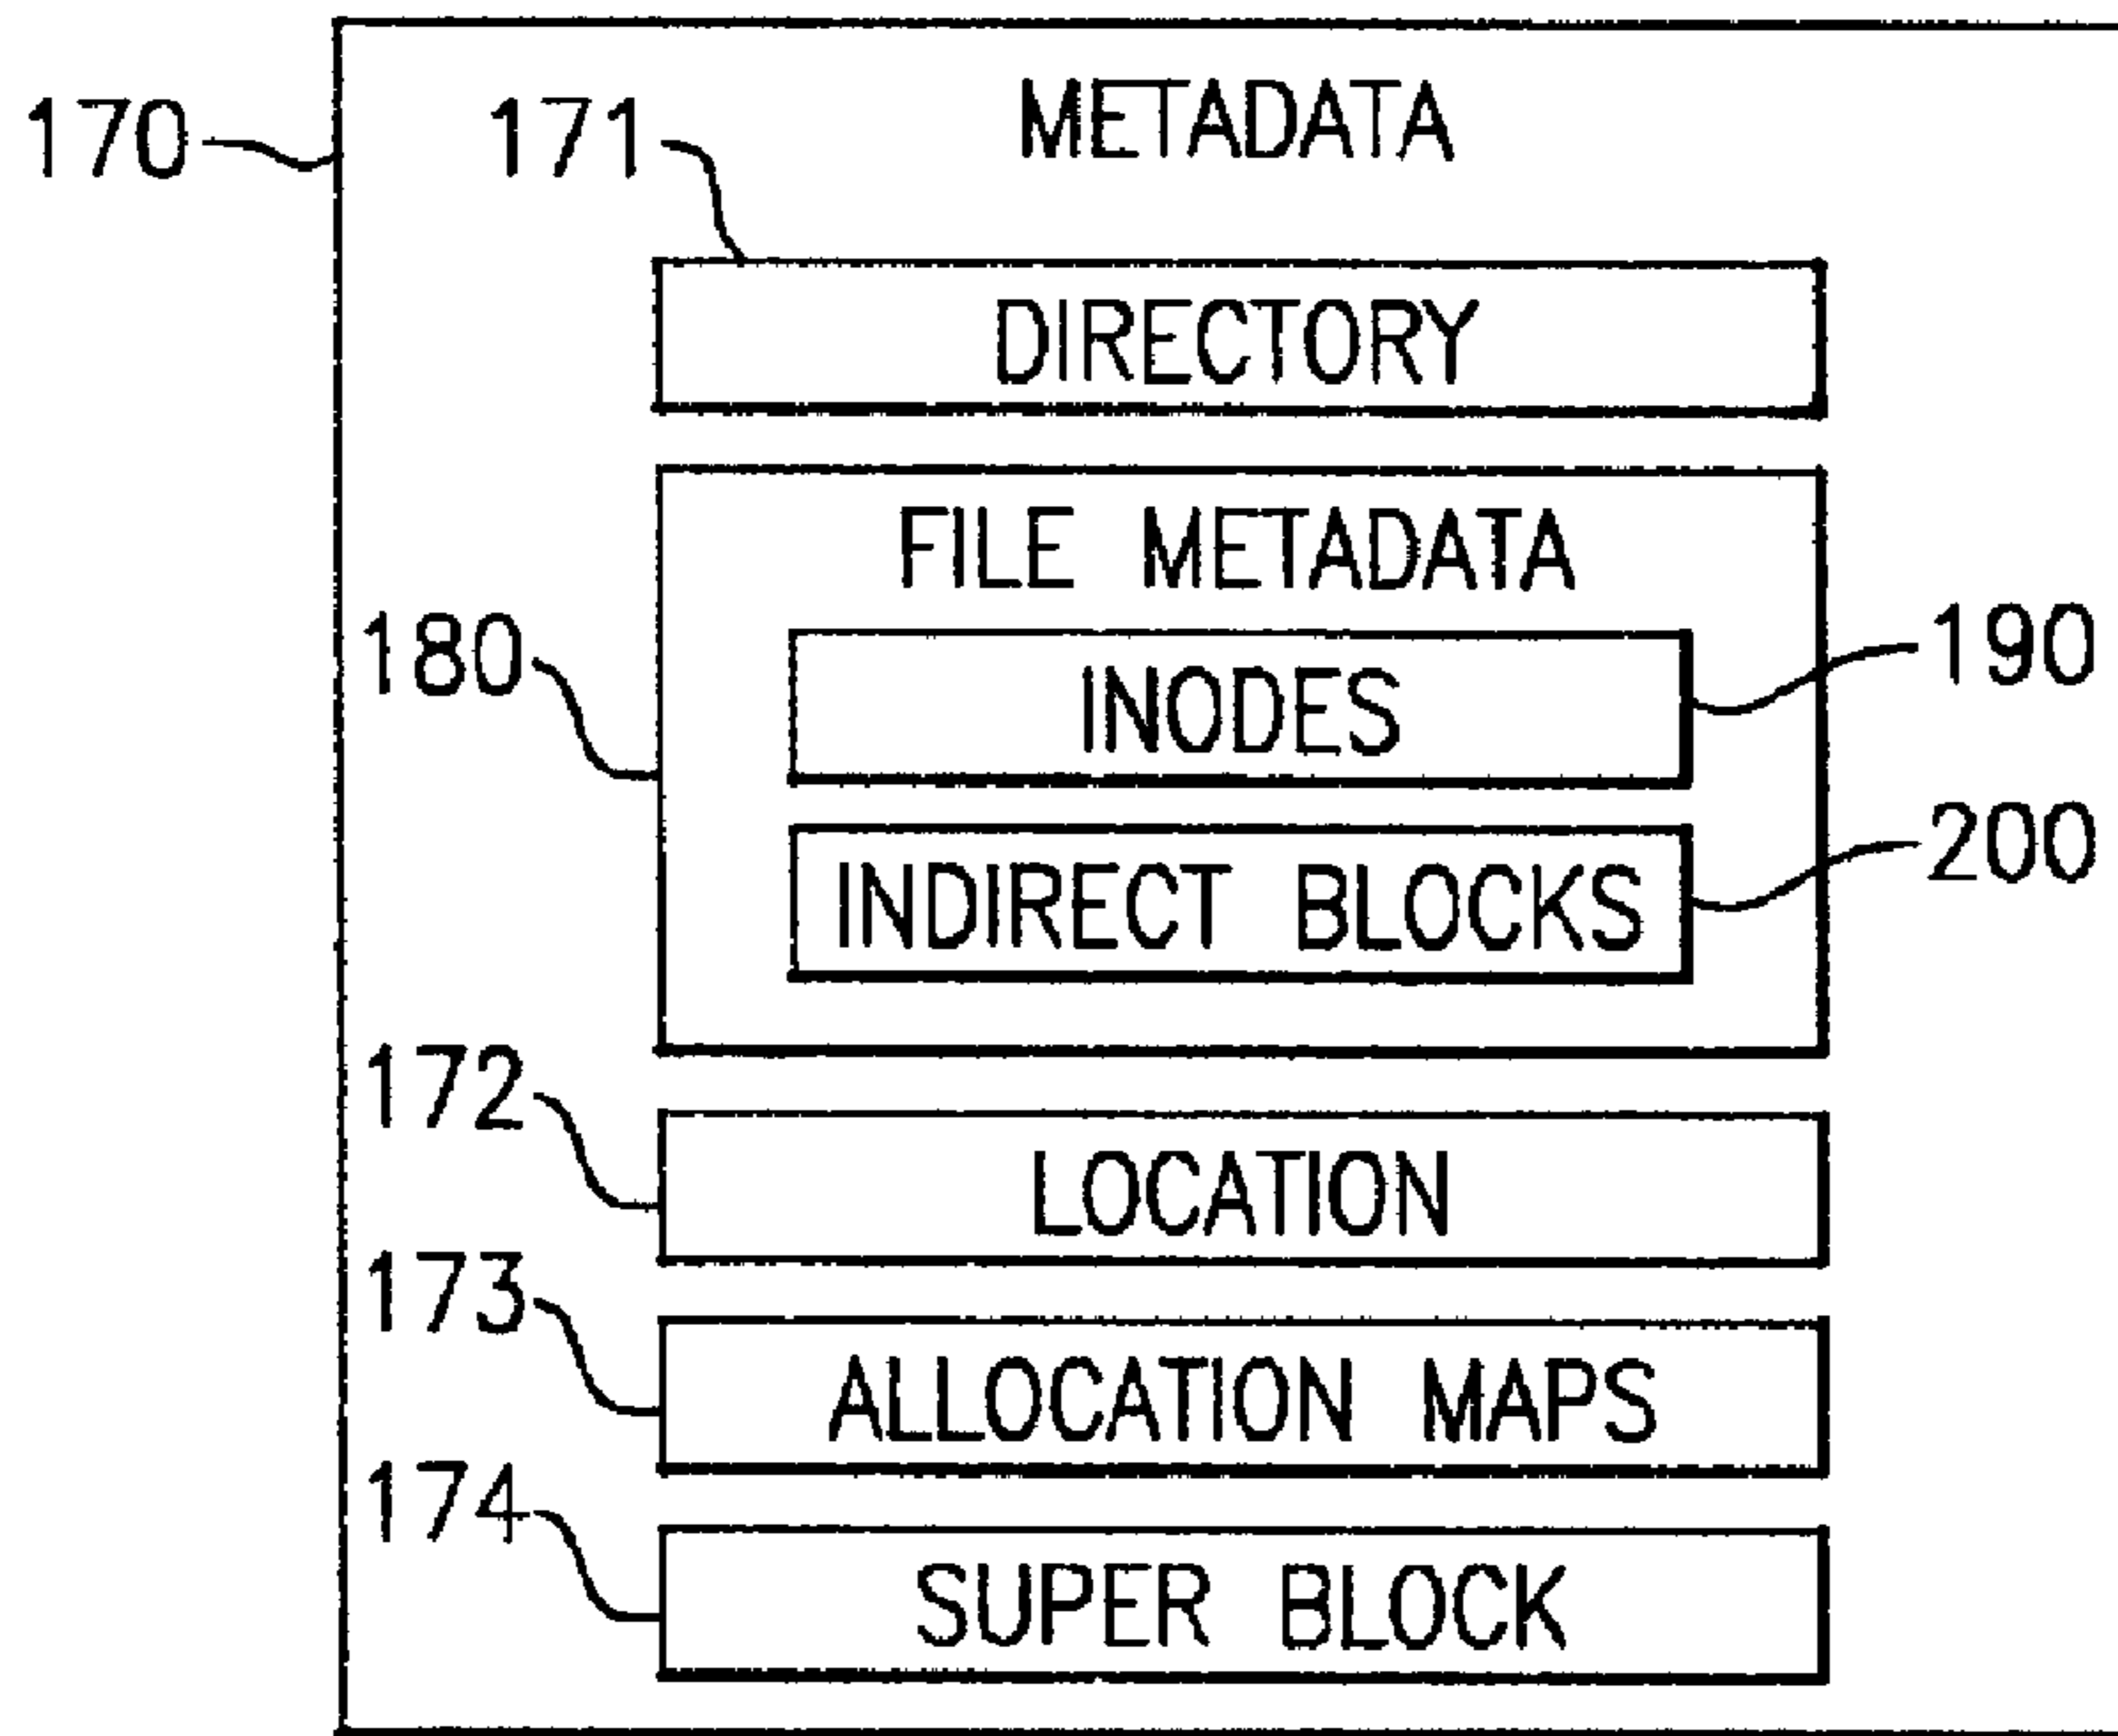 METADATA
170
171
DIRECTORY
FILE METADATA
180
INODES
190
INDIRECT BLOCKS
200
172
LOCATION
173
ALLOCATION MAPS
174
SUPER BLOCK